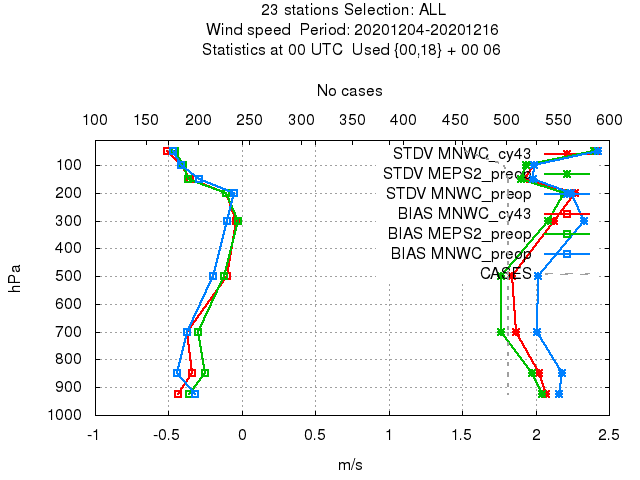 23 stations Selection: ALL
Wind speed  Period: 20201204-20201216
Statistics at 00 UTC  Used {00,18} + 00 06
No cases
100 150 200 250 300 350 400 450 500 550 600
STDV MNWC_cy43
STDV MEPS2_preop
STDV MNWC_preop
BIAS MNWC_cy43
BIAS MEPS2_preop
BIAS MNWC_preop
CASES
hPa
100
200
300
400
500
600
700
800
900
1000
-1 -0.5 0 0.5 1 1.5 2 2.5
m/s